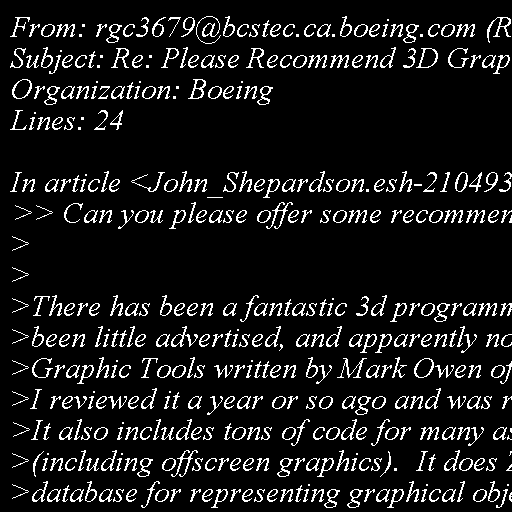 From: rgc3679@bcstec.ca.boeing.com (R
Subject: Re: Please Recommend 3D Grap
Organization: Boeing
Lines: 24

In article <John_Shepardson.esh-210493
>> Can you please offer some recommen
>
>
>There has been a fantastic 3d programm
>been little advertised, and apparently no
>Graphic Tools written by Mark Owen of
>I reviewed it a year or so ago and was r
>It also includes tons of code for many as
>(including offscreen graphics).  It does Z
>database for representing graphical obje